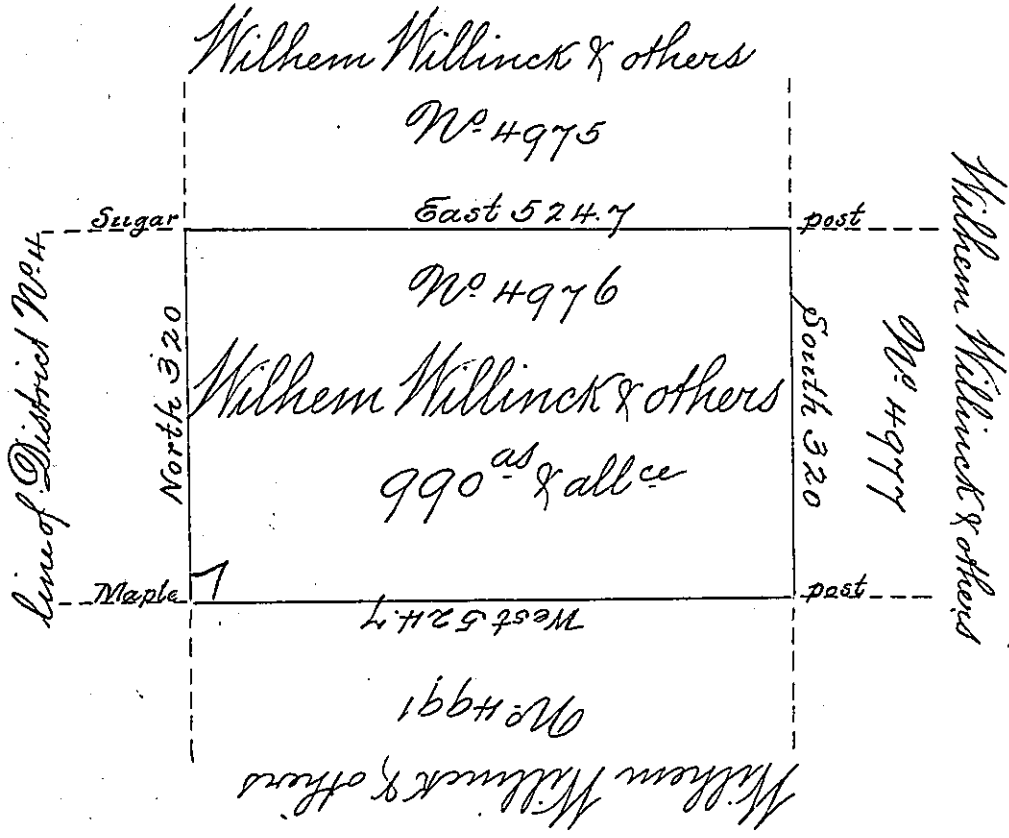 Wilhem Willinck & others
No 4975
Sugar
East 524.7
post
line of District No 4
North 320
No 4976
Wilhem Willinck & others
990 as & allce
South 320
No 4977
Wilhem Willinck & others
Maple
post
West 524.7
No 4991
Wilhem Willinck & others